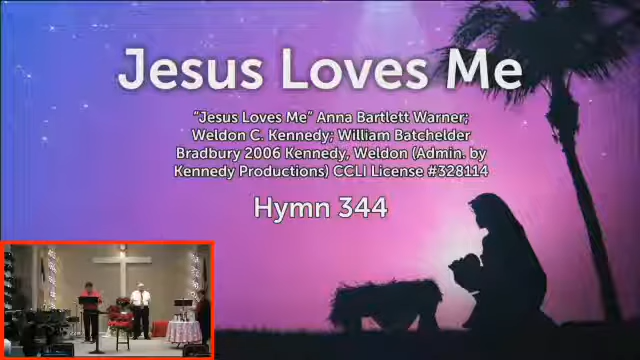 Jesus Loves Me
"Jesus Loves Me" Anna Bartlett Warner;
Weldon C. Kennedy; William Batchelder
Bradbury 2006 Kennedy, Weldon (Admin. by
Kennedy Productions) CCLI License #328114
Hymn 344